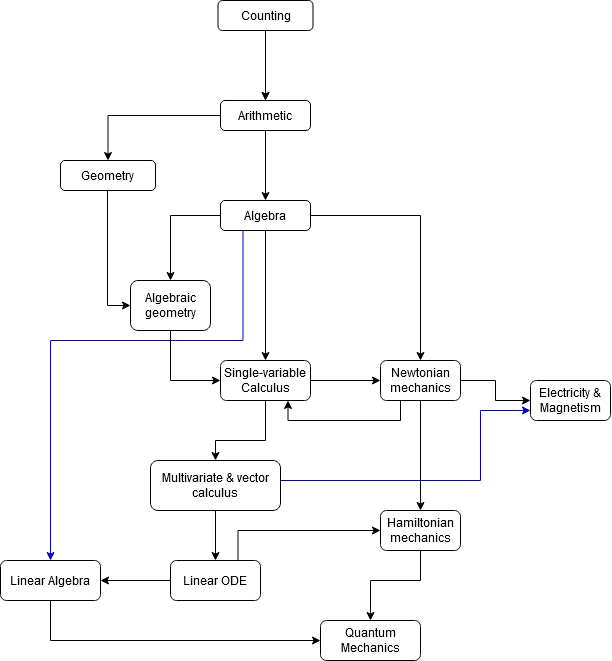 Counting
Arithmetic
Geometry
Algebra
Algebraic
geometry
Single-variable
Calculus
Newtonian
mechanics
Electricity &
Magnetism
Multivariate & vector
calculus
Hamiltonian
mechanics
Linear Algebra
Linear ODE
Quantum
Mechanics